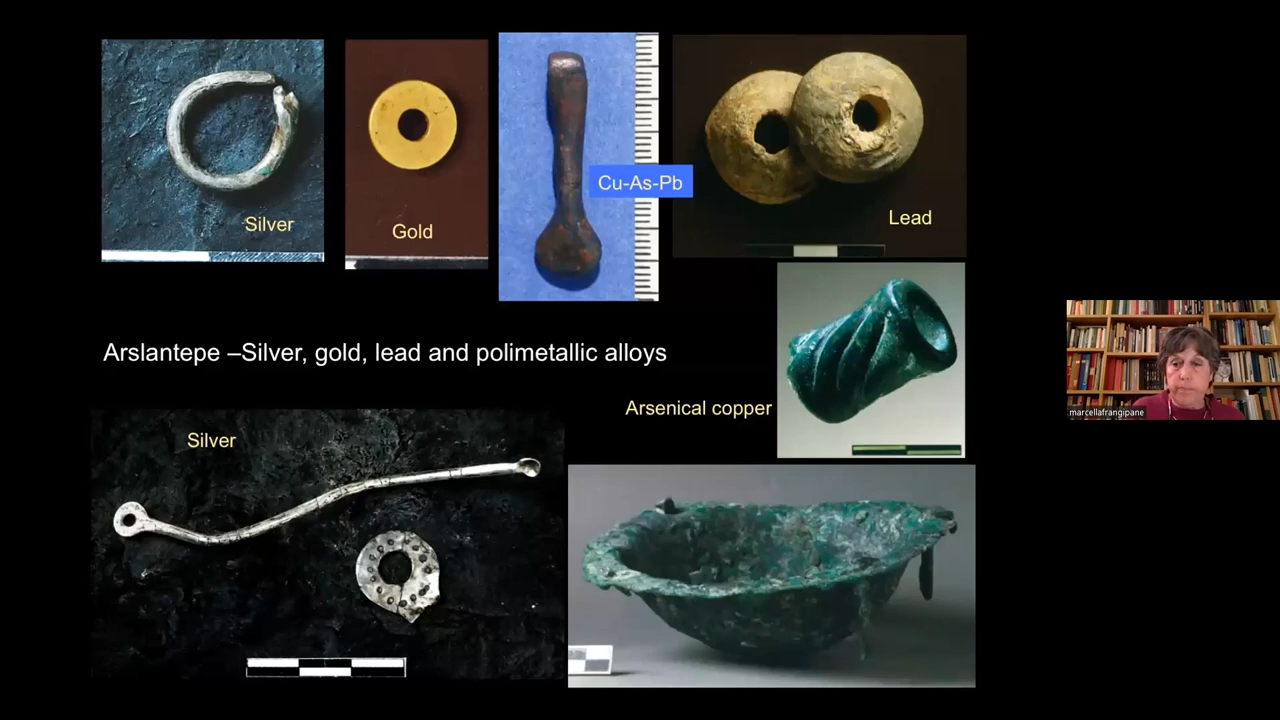 Silver
Gold
Cu-As-Pb
Lead
Arslantepe –Silver, gold, lead and polimetallic alloys
Arsenical copper
Silver
marcellafrangipane